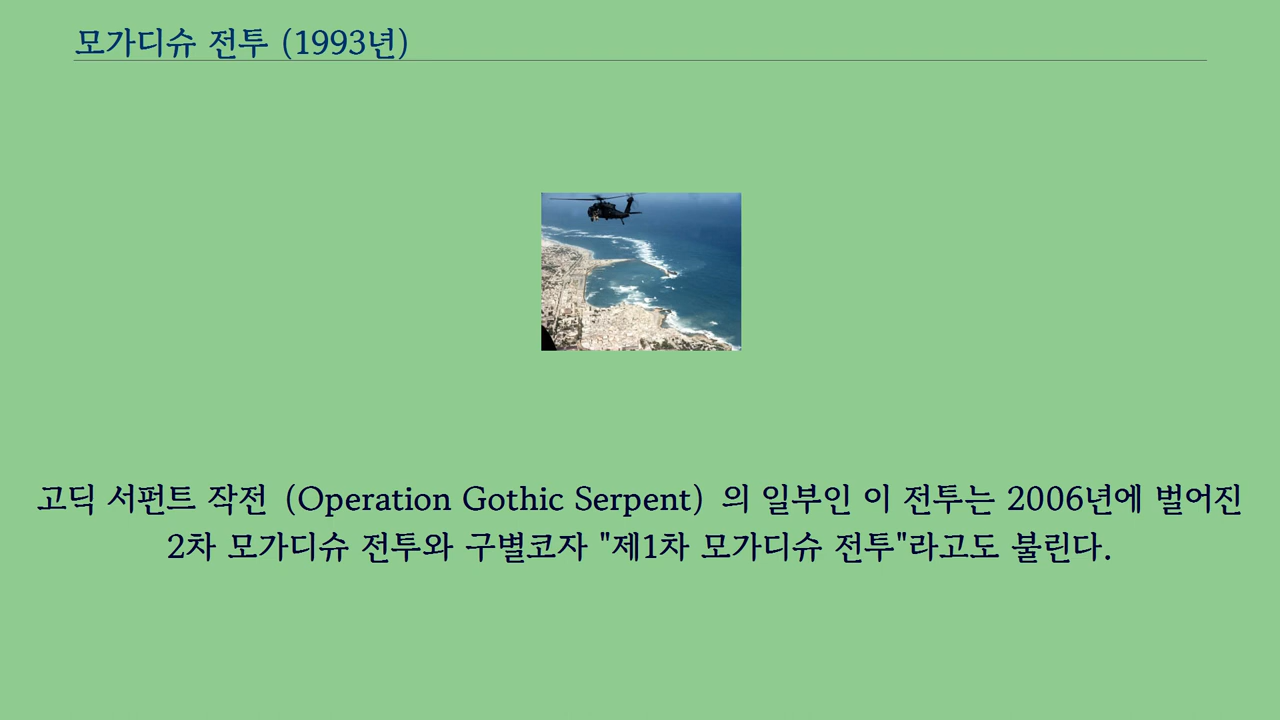 모가디슈 전투 (1993년)
고딕 서펀트 작전 (Operation Gothic Serpent) 의 일부인 이 전투는 2006년에 벌어진
2차 모가디슈 전투와 구별코자 "제1차 모가디슈 전투"라고도 불린다.